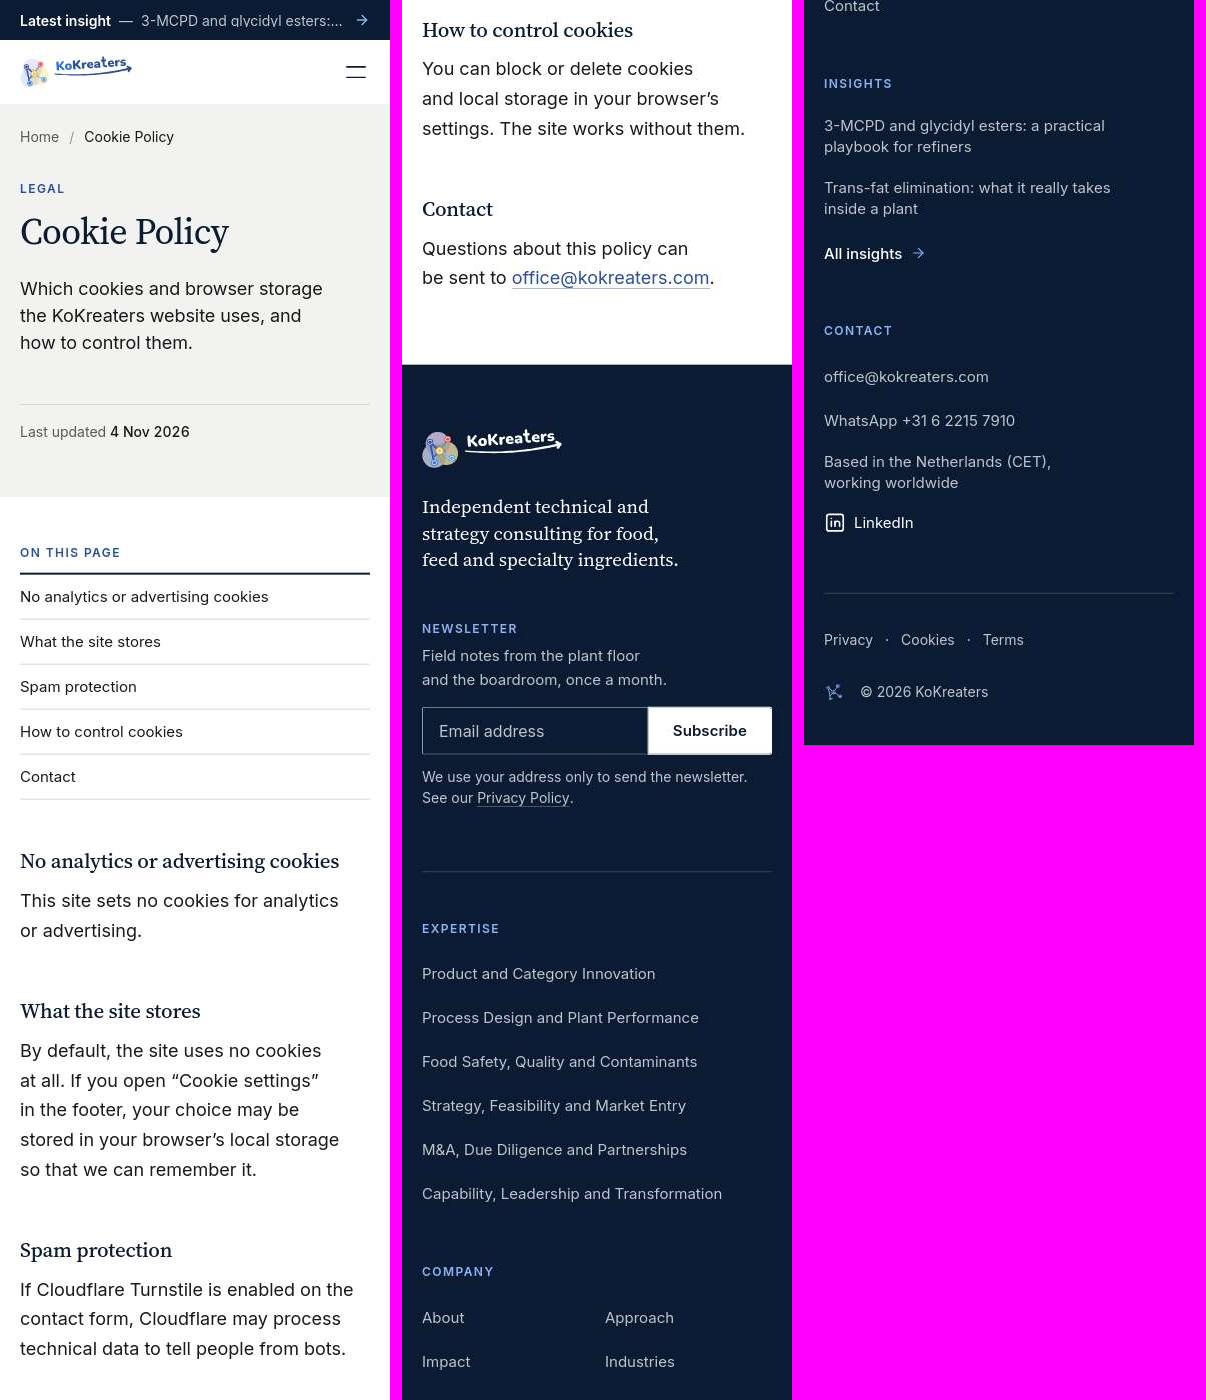 Latest insight — 3-MCPD and glycidyl esters:...
KoKreaters
Home / Cookie Policy
LEGAL
Cookie Policy
Which cookies and browser storage
the KoKreaters website uses, and
how to control them.
Last updated 4 Nov 2026
ON THIS PAGE
No analytics or advertising cookies
What the site stores
Spam protection
How to control cookies
Contact
No analytics or advertising cookies
This site sets no cookies for analytics
or advertising.
What the site stores
By default, the site uses no cookies
at all. If you open “Cookie settings”
in the footer, your choice may be
stored in your browser’s local storage
so that we can remember it.
Spam protection
If Cloudflare Turnstile is enabled on the
contact form, Cloudflare may process
technical data to tell people from bots.
How to control cookies
You can block or delete cookies
and local storage in your browser’s
settings. The site works without them.
Contact
Questions about this policy can
be sent to office@kokreaters.com.
KoKreaters
Independent technical and
strategy consulting for food,
feed and specialty ingredients.
NEWSLETTER
Field notes from the plant floor
and the boardroom, once a month.
Email address Subscribe
We use your address only to send the newsletter.
See our Privacy Policy.
EXPERTISE
Product and Category Innovation
Process Design and Plant Performance
Food Safety, Quality and Contaminants
Strategy, Feasibility and Market Entry
M&A, Due Diligence and Partnerships
Capability, Leadership and Transformation
COMPANY
About Approach
Impact Industries
Contact
INSIGHTS
3-MCPD and glycidyl esters: a practical
playbook for refiners
Trans-fat elimination: what it really takes
inside a plant
All insights
CONTACT
office@kokreaters.com
WhatsApp +31 6 2215 7910
Based in the Netherlands (CET),
working worldwide
LinkedIn
Privacy · Cookies · Terms
© 2026 KoKreaters